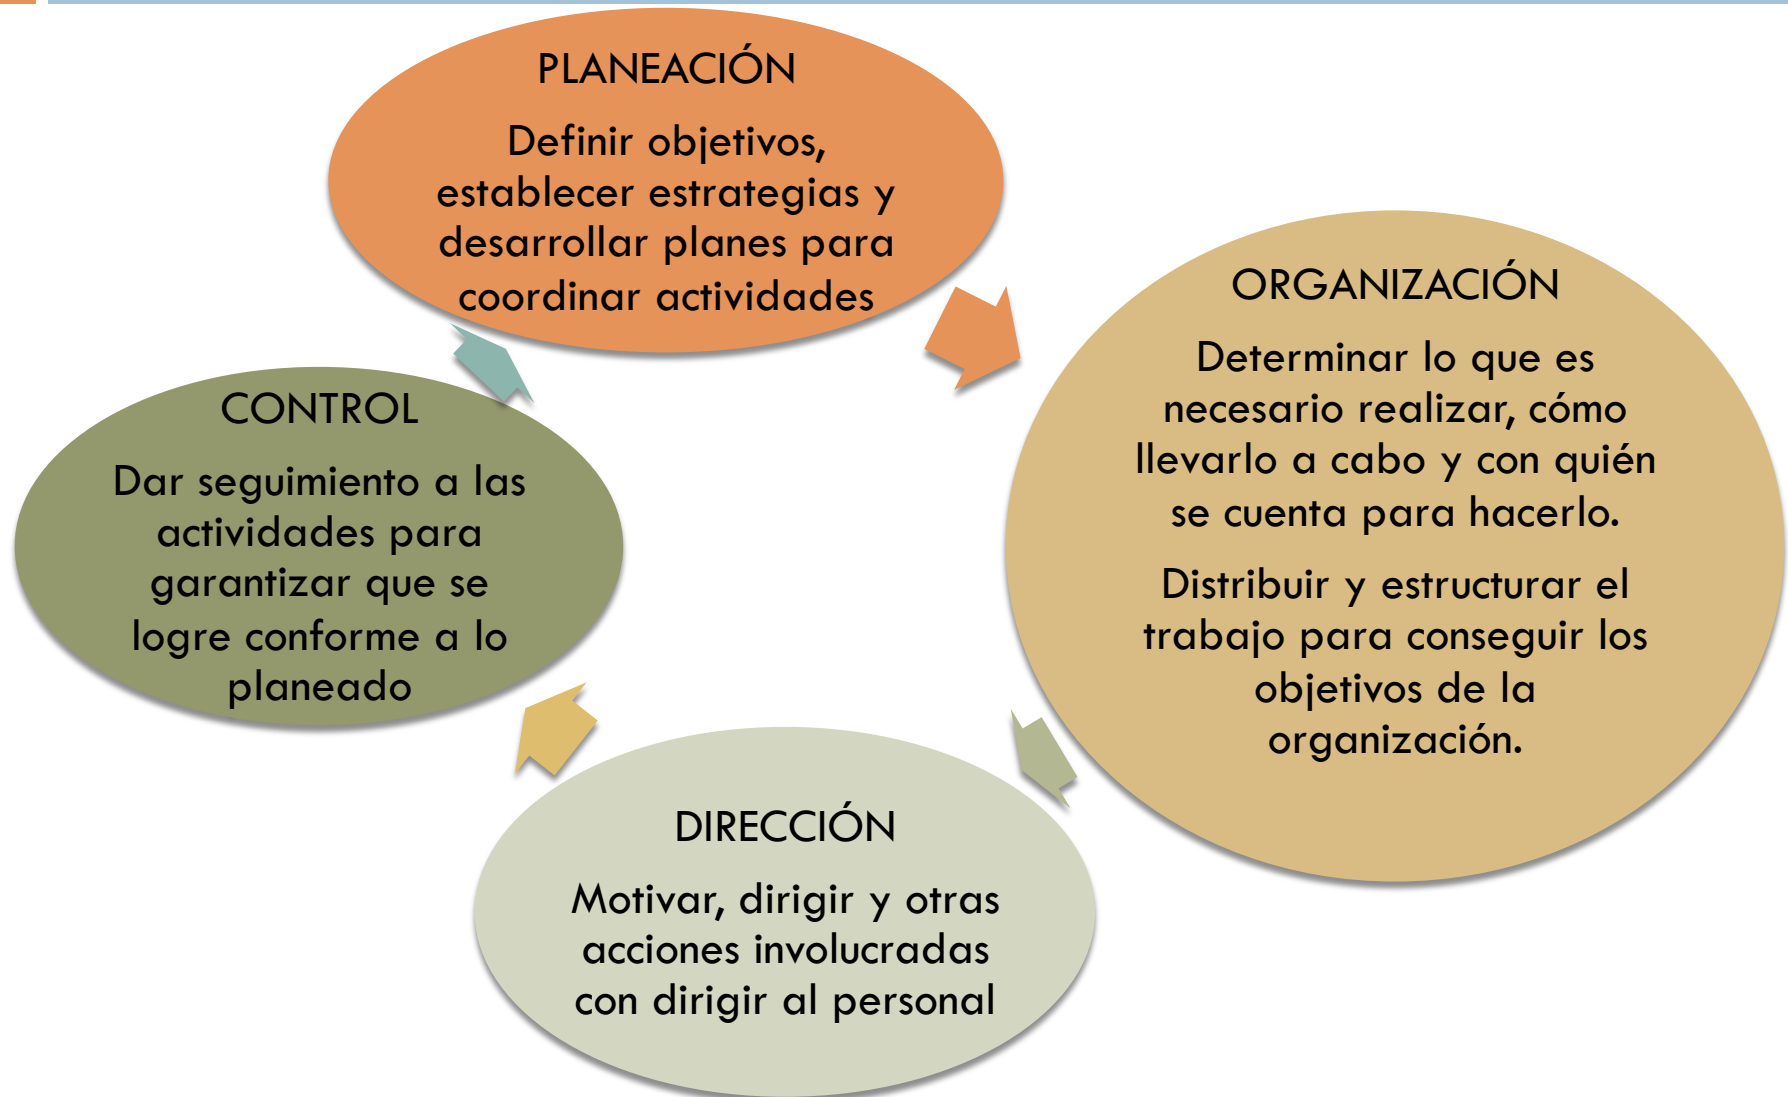 PLANEACIÓN
Definir objetivos,
establecer estrategias y
desarrollar planes para
coordinar actividades
ORGANIZACIÓN
Determinar lo que es
necesario realizar, cómo
llevarlo a cabo y con quién
se cuenta para hacerlo.
Distribuir y estructurar el
trabajo para conseguir los
objetivos de la
organización.
DIRECCIÓN
Motivar, dirigir y otras
acciones involucradas
con dirigir al personal
CONTROL
Dar seguimiento a las
actividades para
garantizar que se
logre conforme a lo
planeado